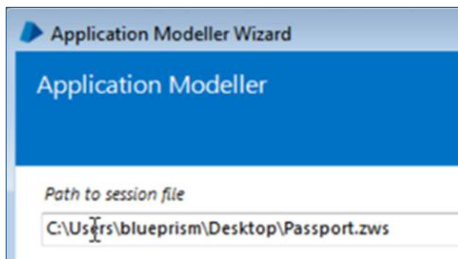 Application Modeller Wizard
Application Modeller
Path to session file
C:\Users\blueprism\Desktop\Passport.zws